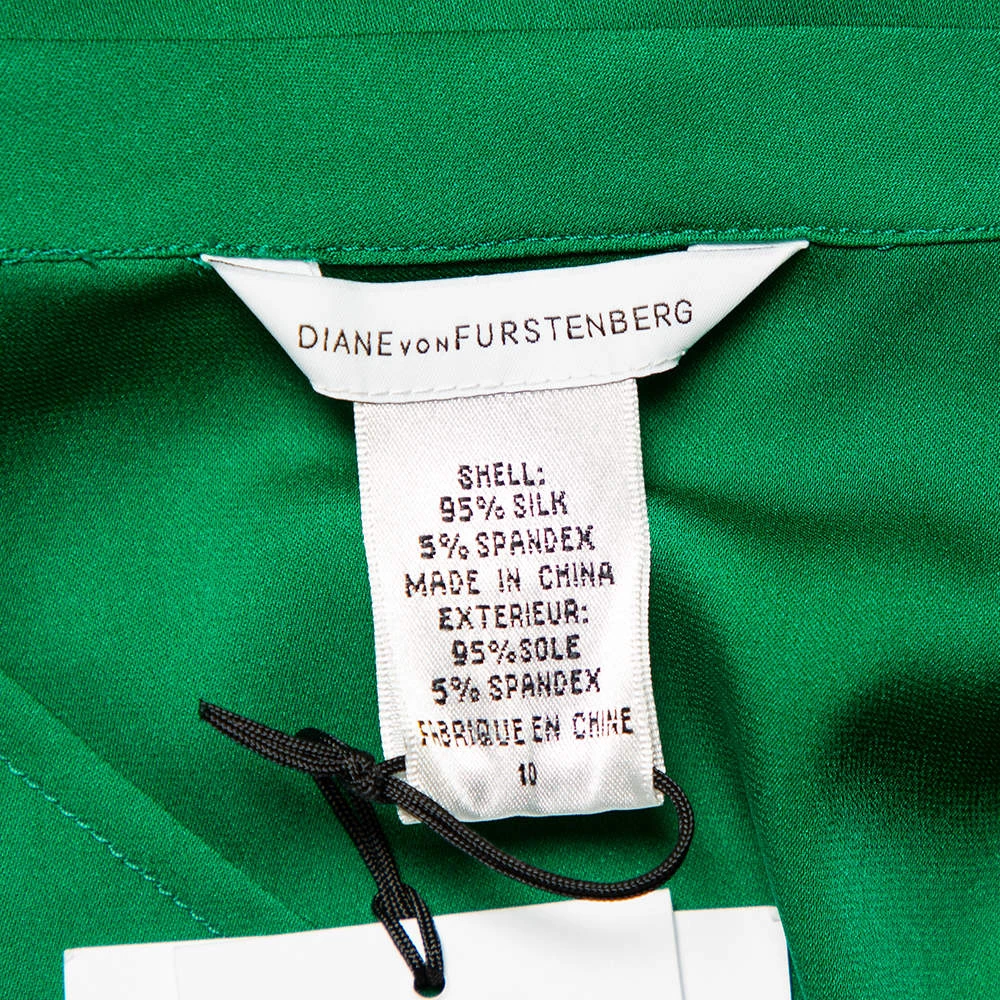 DIANE VON FURSTENBERG
SHELL:
95% SILK
5% SPANDEX
MADE IN CHINA
EXTERIEUR:
95% SOLE
5% SPANDEX
FABRIQUE EN CHINE
10